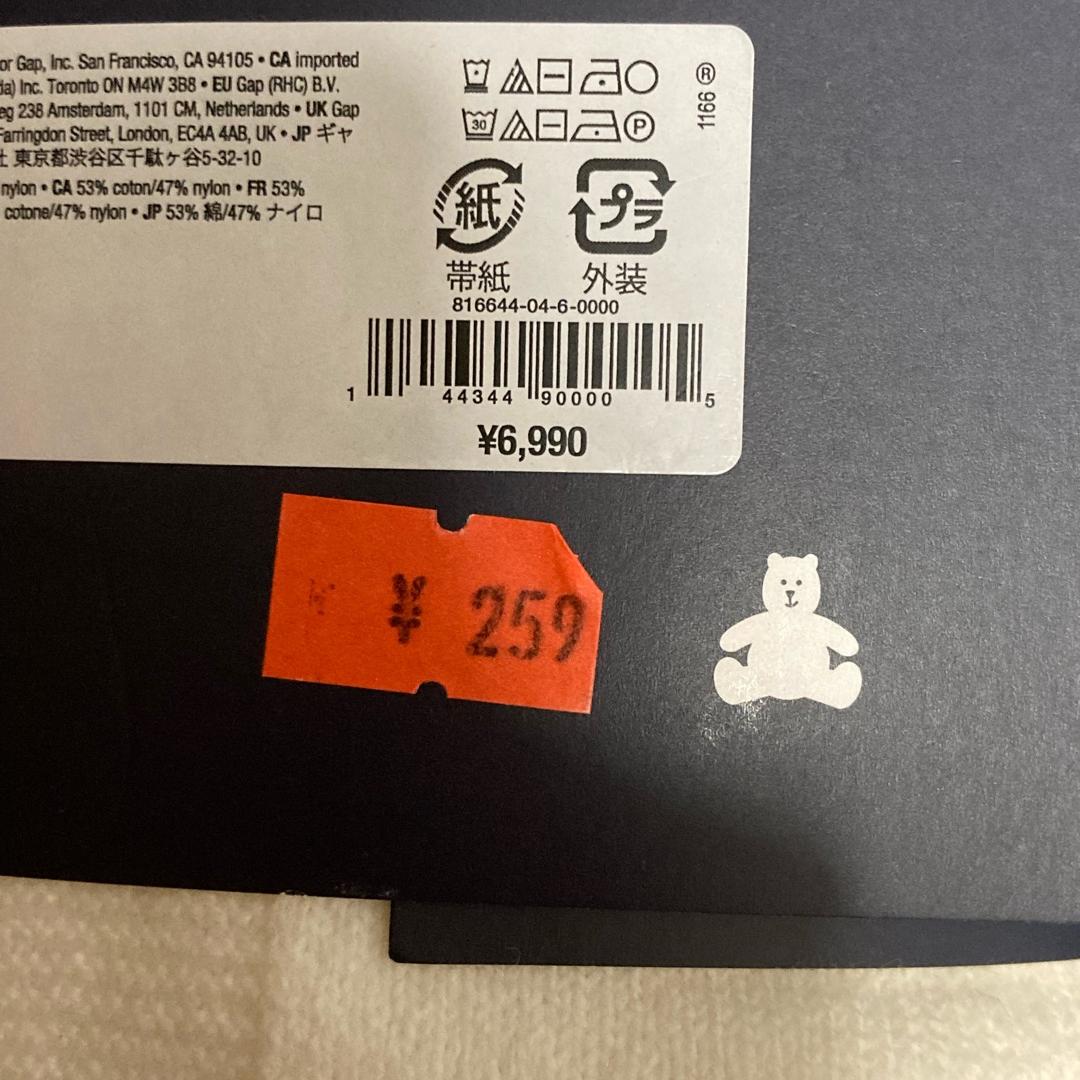 or Gap, Inc. San Francisco, CA 94105 • CA imported
da) Inc. Toronto ON M4W 3B8 • EU Gap (RHC) B.V.
eg 238 Amsterdam, 1101 CM, Netherlands • UK Gap
Farringdon Street, London, EC4A 4AB, UK • JP ギャ
社 東京都渋谷区千駄ヶ谷5-32-10
nylon • CA 53% coton/47% nylon • FR 53%
cotone/47% nylon • JP 53% 綿/47% ナイロ
30
P
1166 ®
紙
プラ
帯紙
外装
816644-04-6-0000
1 44344 90000 5
¥6,990
¥ 259